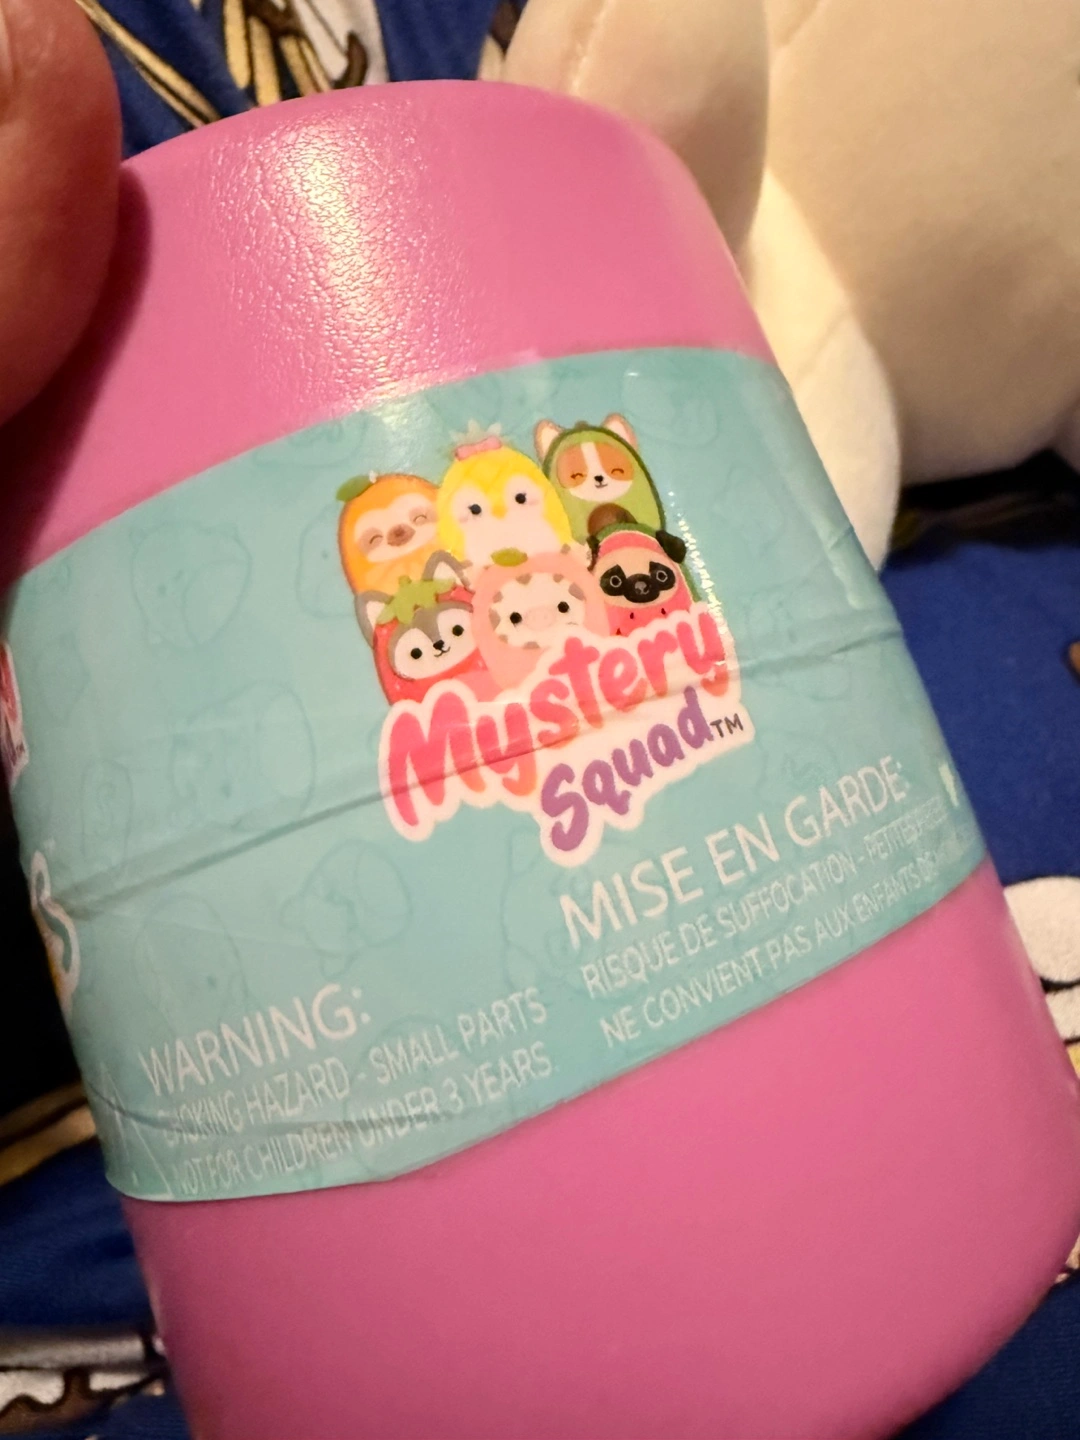 Mystery
Squad™
WARNING:
CHOKING HAZARD - SMALL PARTS
NOT FOR CHILDREN UNDER 3 YEARS.
MISE EN GARDE:
RISQUE DE SUFFOCATION - PETITES
NE CONVIENT PAS AUX ENFANTS DE